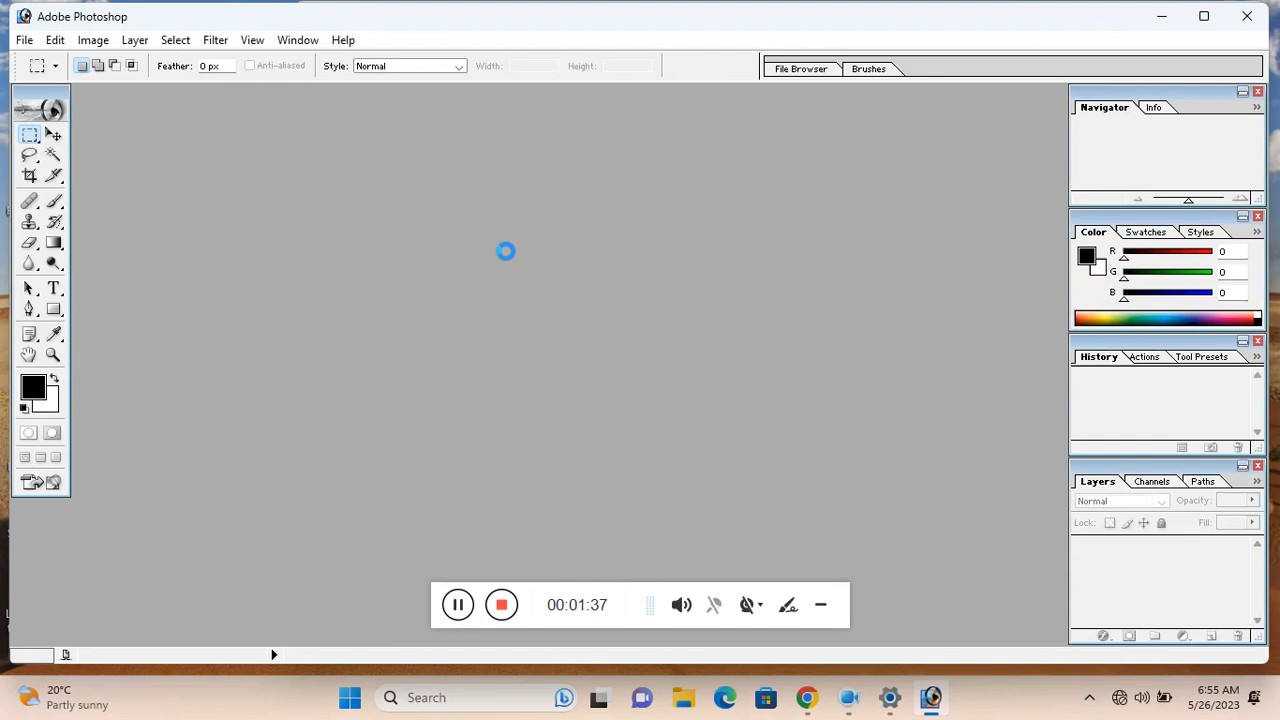 Adobe Photoshop
File Edit Image Layer Select Filter View Window Help
Feather: 0 px Anti-aliased Style: Normal Width: Height: File Browser Brushes
Navigator Info
Color Swatches Styles
R 0
G 0
B 0
History Actions Tool Presets
Layers Channels Paths
Normal Opacity:
Lock: Fill:
00:01:37
20°C
Partly sunny
Search
6:55 AM
5/26/2023